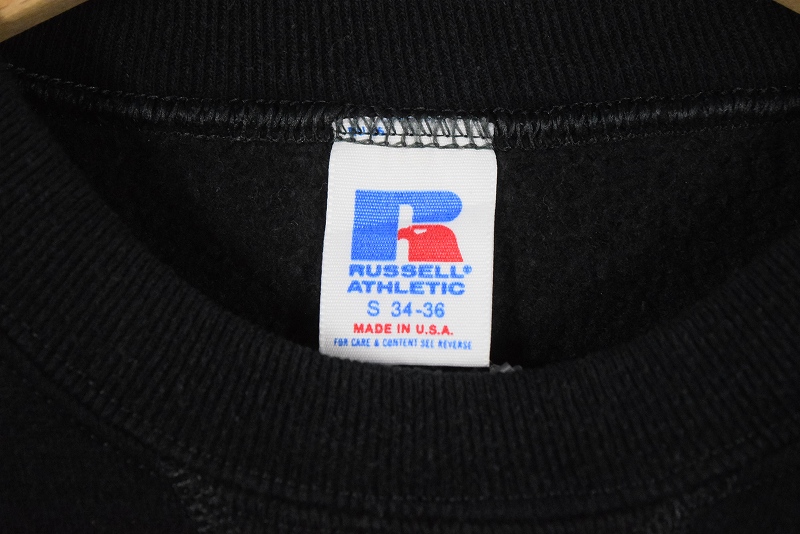 RUSSELL®
ATHLETIC
S 34-36
MADE IN U.S.A.
FOR CARE & CONTENT SEE REVERSE